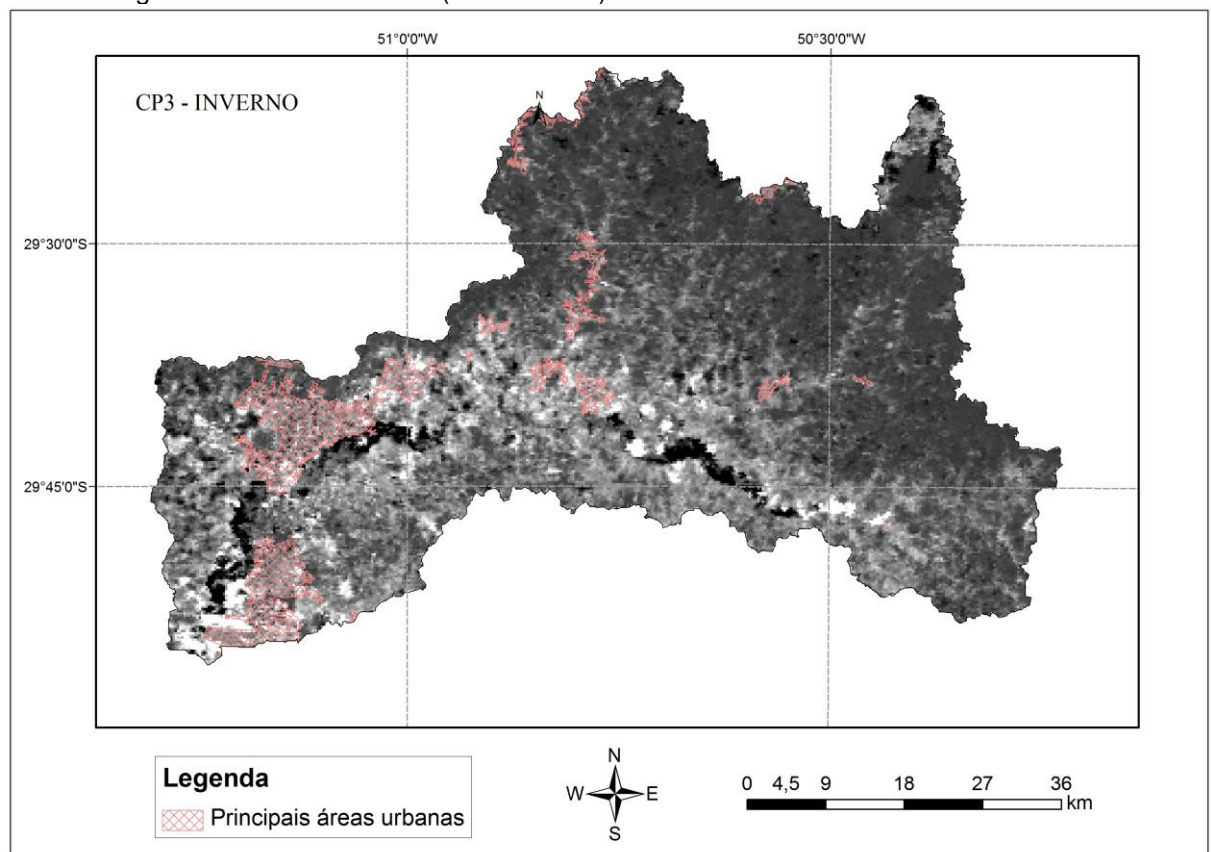 51°0'0"W 50°30'0"W
CP3 - INVERNO
N
29°30'0"S
29°45'0"S
Legenda
Principais áreas urbanas
N
W E
S
0 4,5 9 18 27 36
km